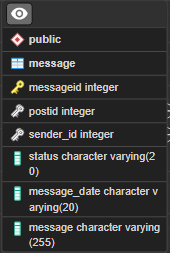 public
message
messageid integer
postid integer
sender_id integer
status character varying(2
0)
message_date character v
arying(20)
message character varying
(255)